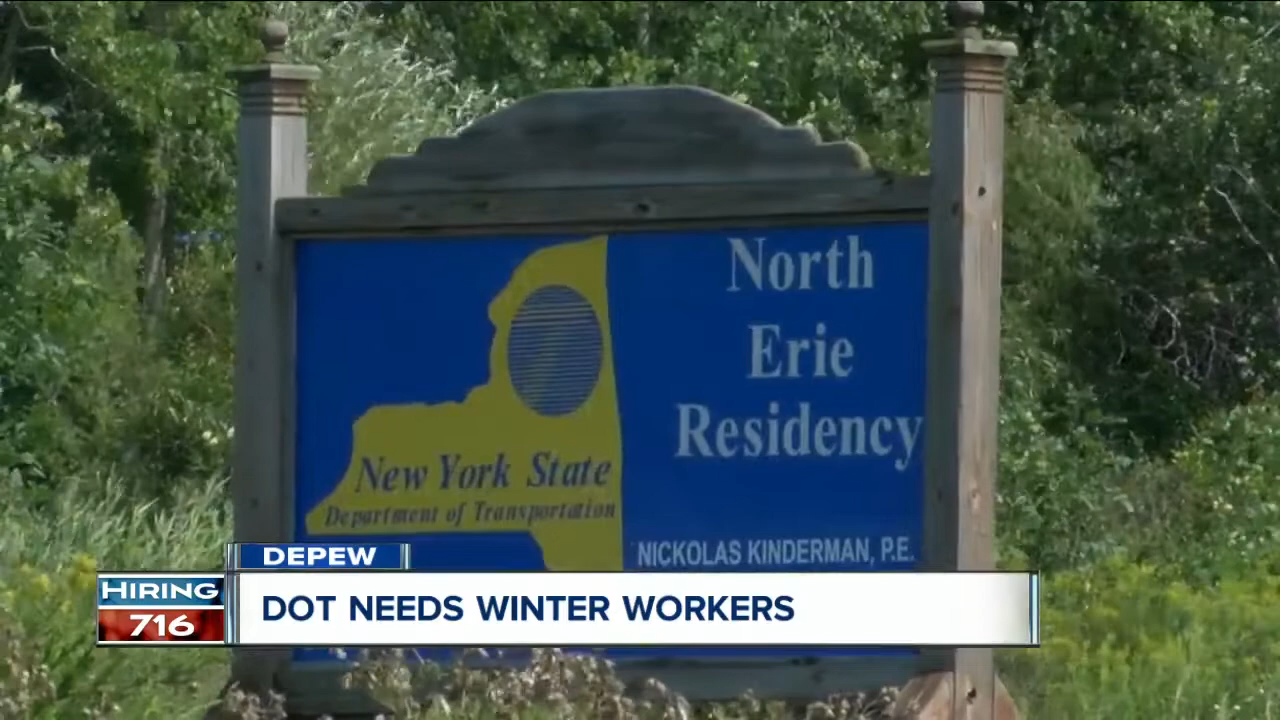 North
Erie
Residency
New York State
Department of Transportation
NICKOLAS KINDERMAN, P.E.
DEPEW
HIRING
716
DOT NEEDS WINTER WORKERS